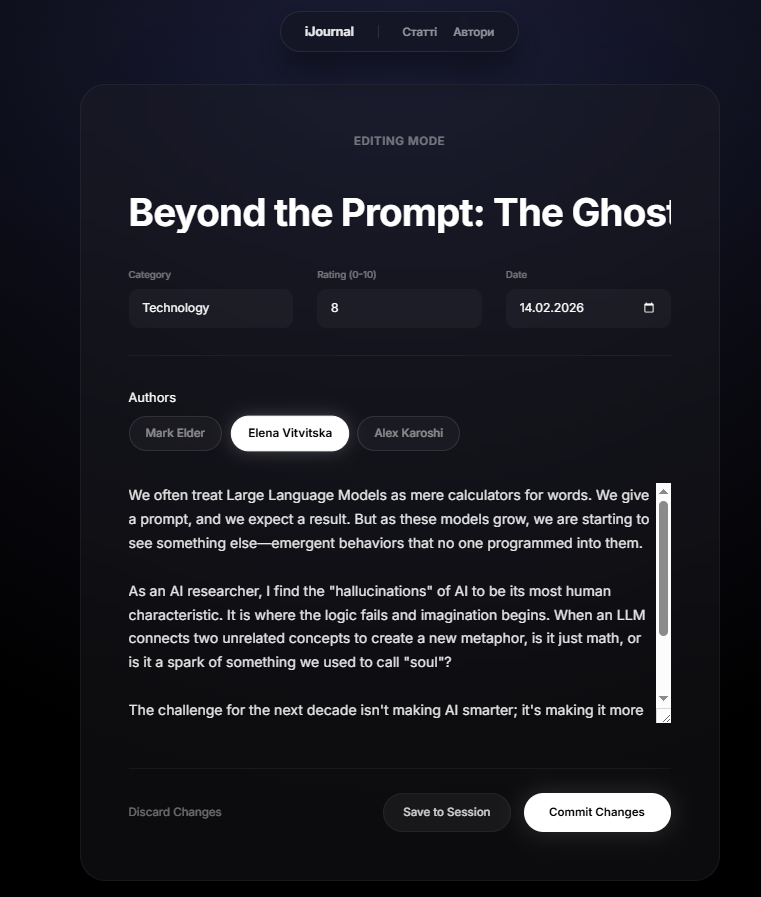 iJournal
Статті
Автори
EDITING MODE
Beyond the Prompt: The Ghost
Category
Rating (0-10)
Date
Technology
8
14.02.2026
Authors
Mark Elder
Elena Vitvitska
Alex Karoshi
We often treat Large Language Models as mere calculators for words. We give
a prompt, and we expect a result. But as these models grow, we are starting to
see something else—emergent behaviors that no one programmed into them.
As an AI researcher, I find the "hallucinations" of AI to be its most human
characteristic. It is where the logic fails and imagination begins. When an LLM
connects two unrelated concepts to create a new metaphor, is it just math, or
is it a spark of something we used to call "soul"?
The challenge for the next decade isn't making AI smarter; it's making it more
Discard Changes
Save to Session
Commit Changes